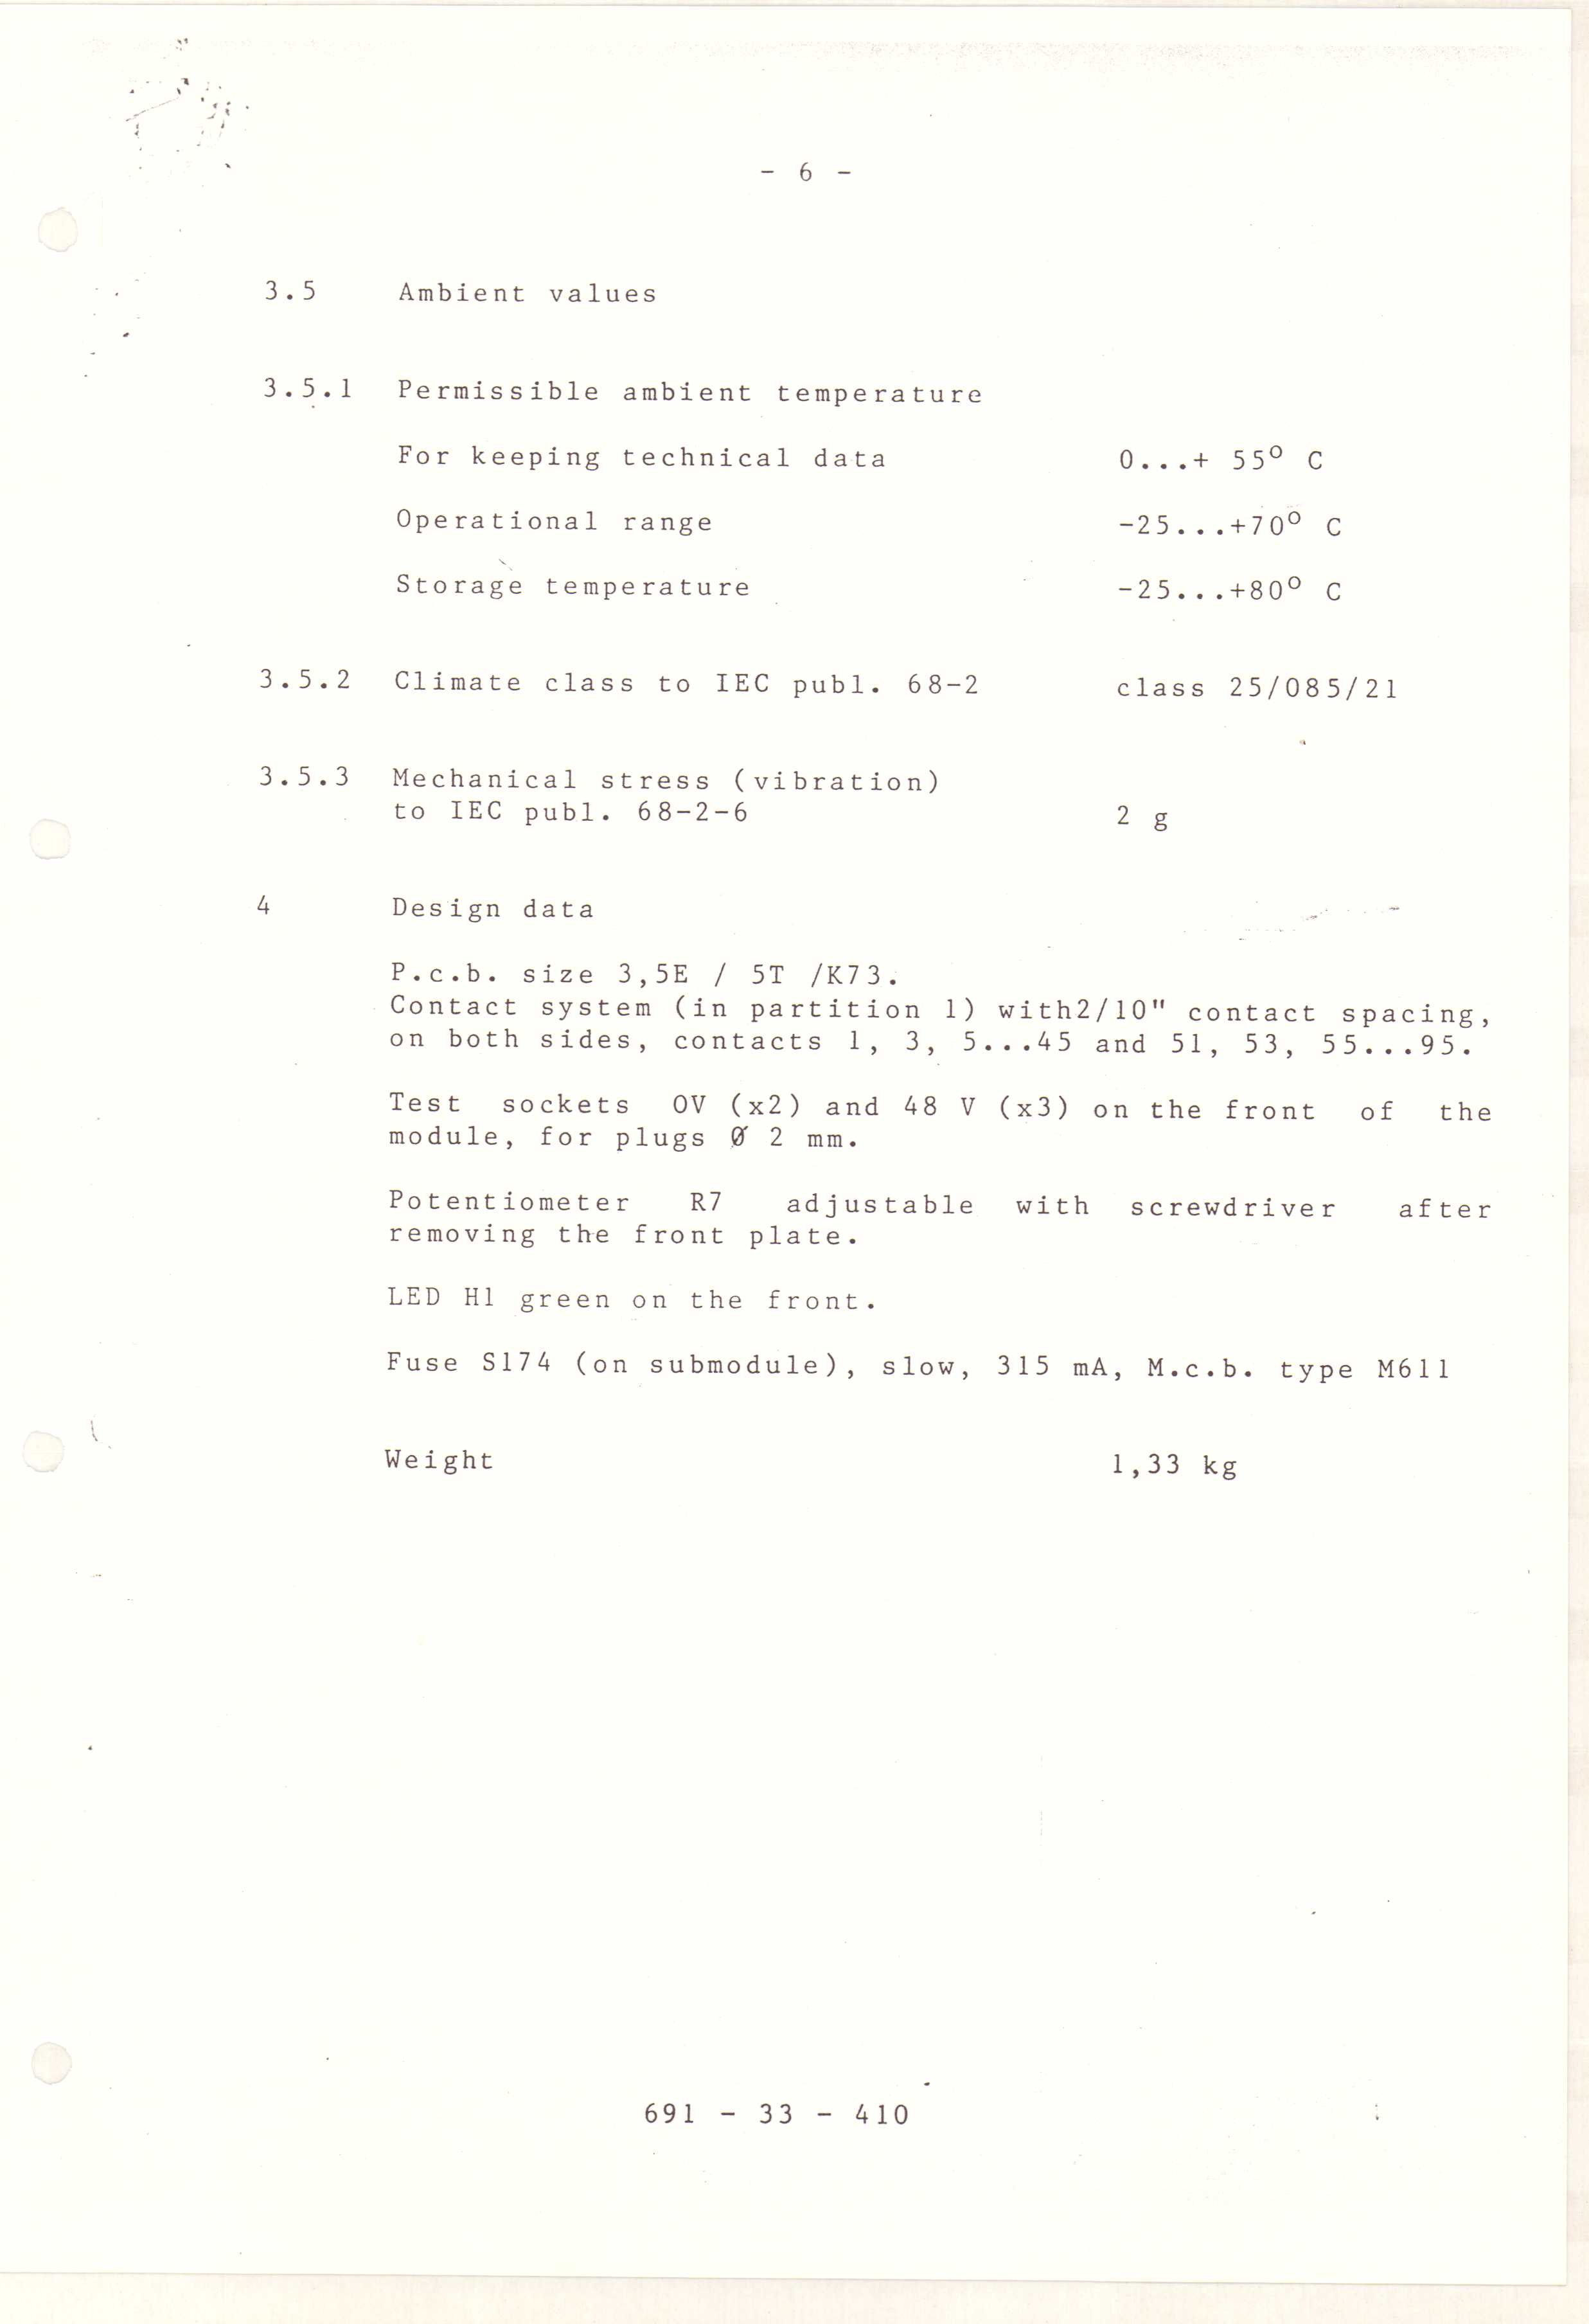 - 6 -
3.5 Ambient values
3.5.1 Permissible ambient temperature
For keeping technical data 0...+ 55° C
Operational range -25...+70° C
Storage temperature -25...+80° C
3.5.2 Climate class to IEC publ. 68-2 class 25/085/21
3.5.3 Mechanical stress (vibration)
to IEC publ. 68-2-6 2 g
4 Design data
P.c.b. size 3,5E / 5T /K73.
Contact system (in partition 1) with2/10" contact spacing,
on both sides, contacts 1, 3, 5...45 and 51, 53, 55...95.
Test sockets 0V (x2) and 48 V (x3) on the front of the
module, for plugs Ø 2 mm.
Potentiometer R7 adjustable with screwdriver after
removing the front plate.
LED H1 green on the front.
Fuse S174 (on submodule), slow, 315 mA, M.c.b. type M611
Weight 1,33 kg
691 - 33 - 410